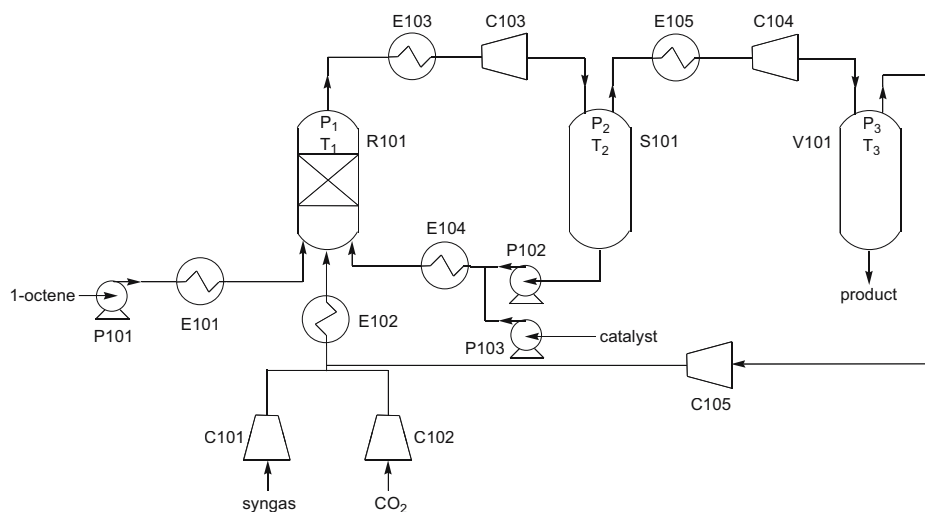 E103
C103
E105
C104
P₁
T₁
R101
P₂
T₂
S101
P₃
T₃
V101
E104
P102
1-octene
P101
E101
E102
product
P103
catalyst
C105
C101
C102
syngas
CO₂